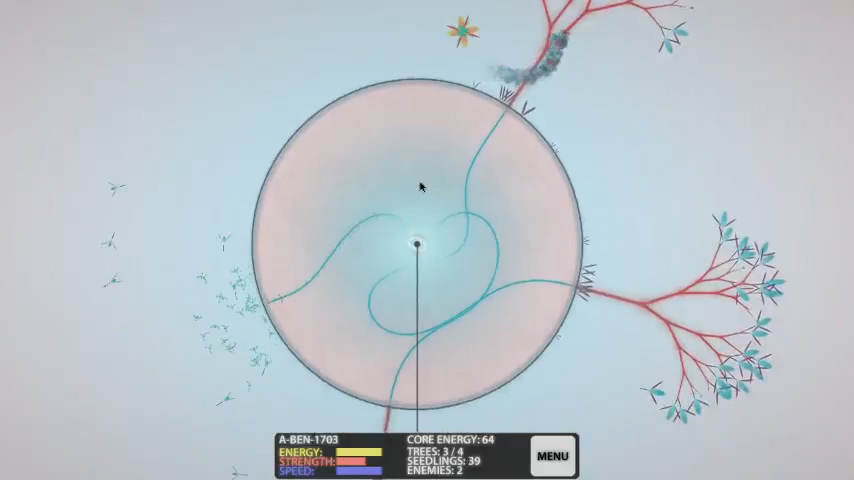 A-BEN-1703
ENERGY:
STRENGTH:
SPEED:
CORE ENERGY: 64
TREES: 3 / 4
SEEDLINGS: 39
ENEMIES: 2
MENU